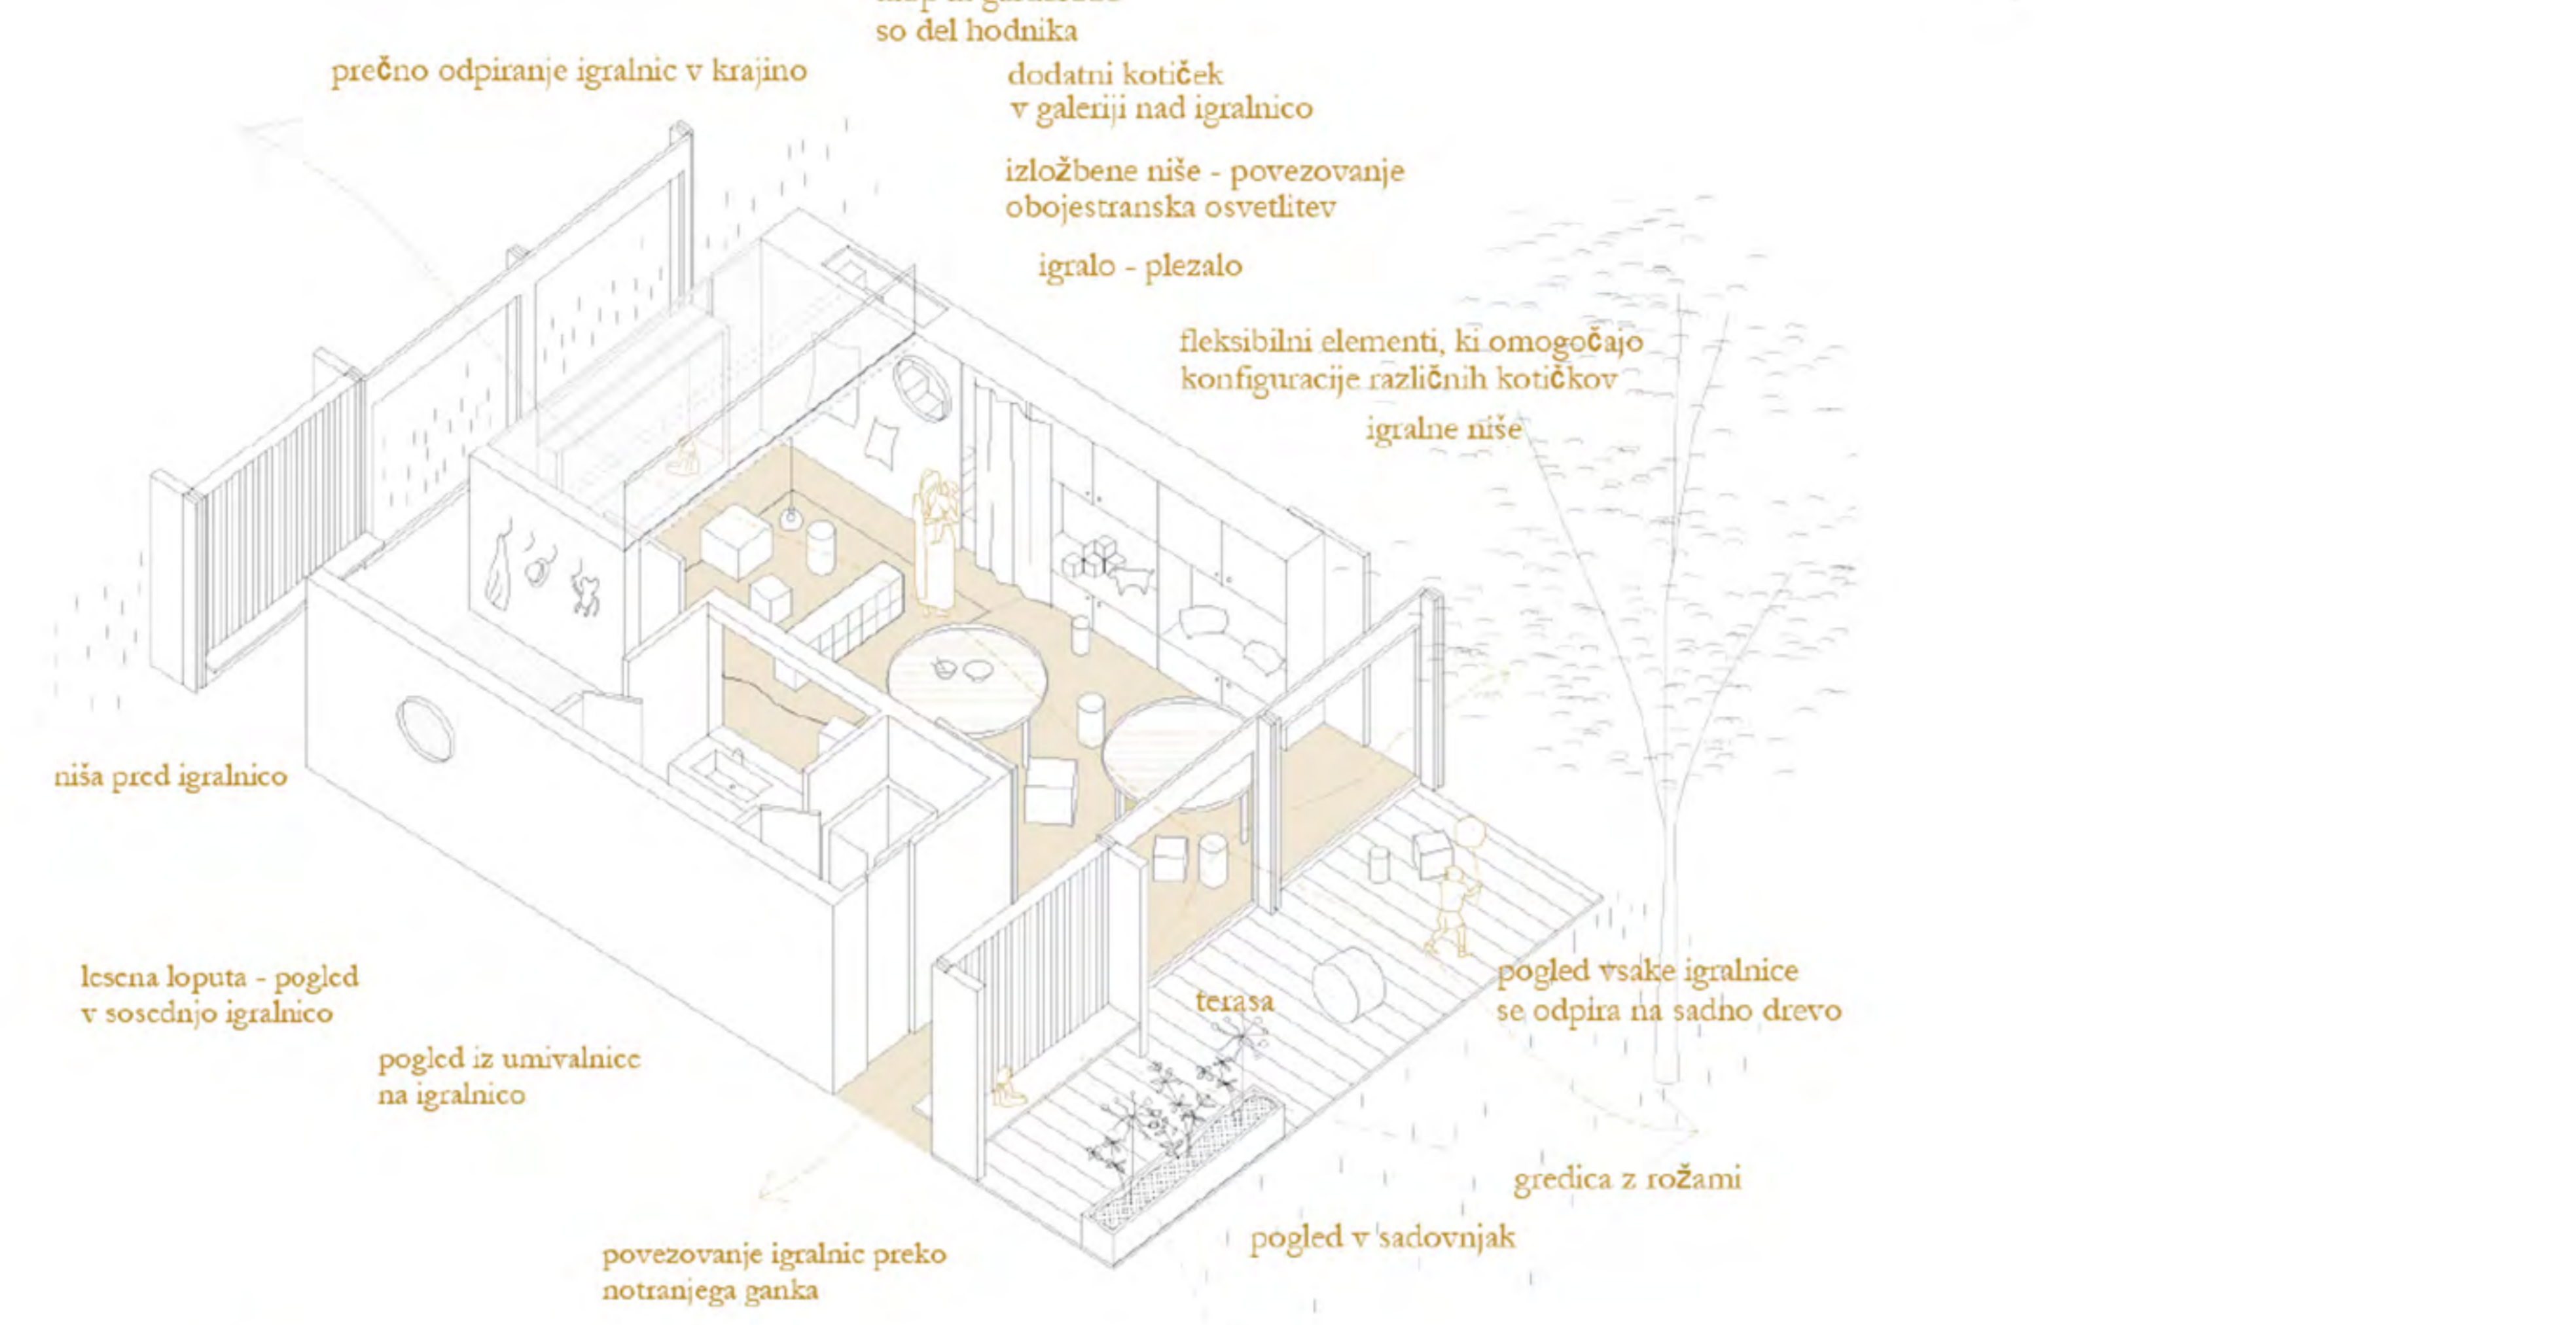 so del hodnika
prečno odpiranje igralnic v krajino
dodatni kotiček
v galeriji nad igralnico
izložbene niše - povezovanje
obojestranska osvetlitev
igralo - plezalo
fleksibilni elementi, ki omogočajo
konfiguracije različnih kotičkov
igralne niše
niša pred igralnico
lesena loputa - pogled
v sosednjo igralnico
pogled iz umivalnice
na igralnico
terasa
pogled vsake igralnice
se odpira na sadno drevo
gredica z rožami
pogled v sadovnjak
povezovanje igralnic preko
notranjega ganka